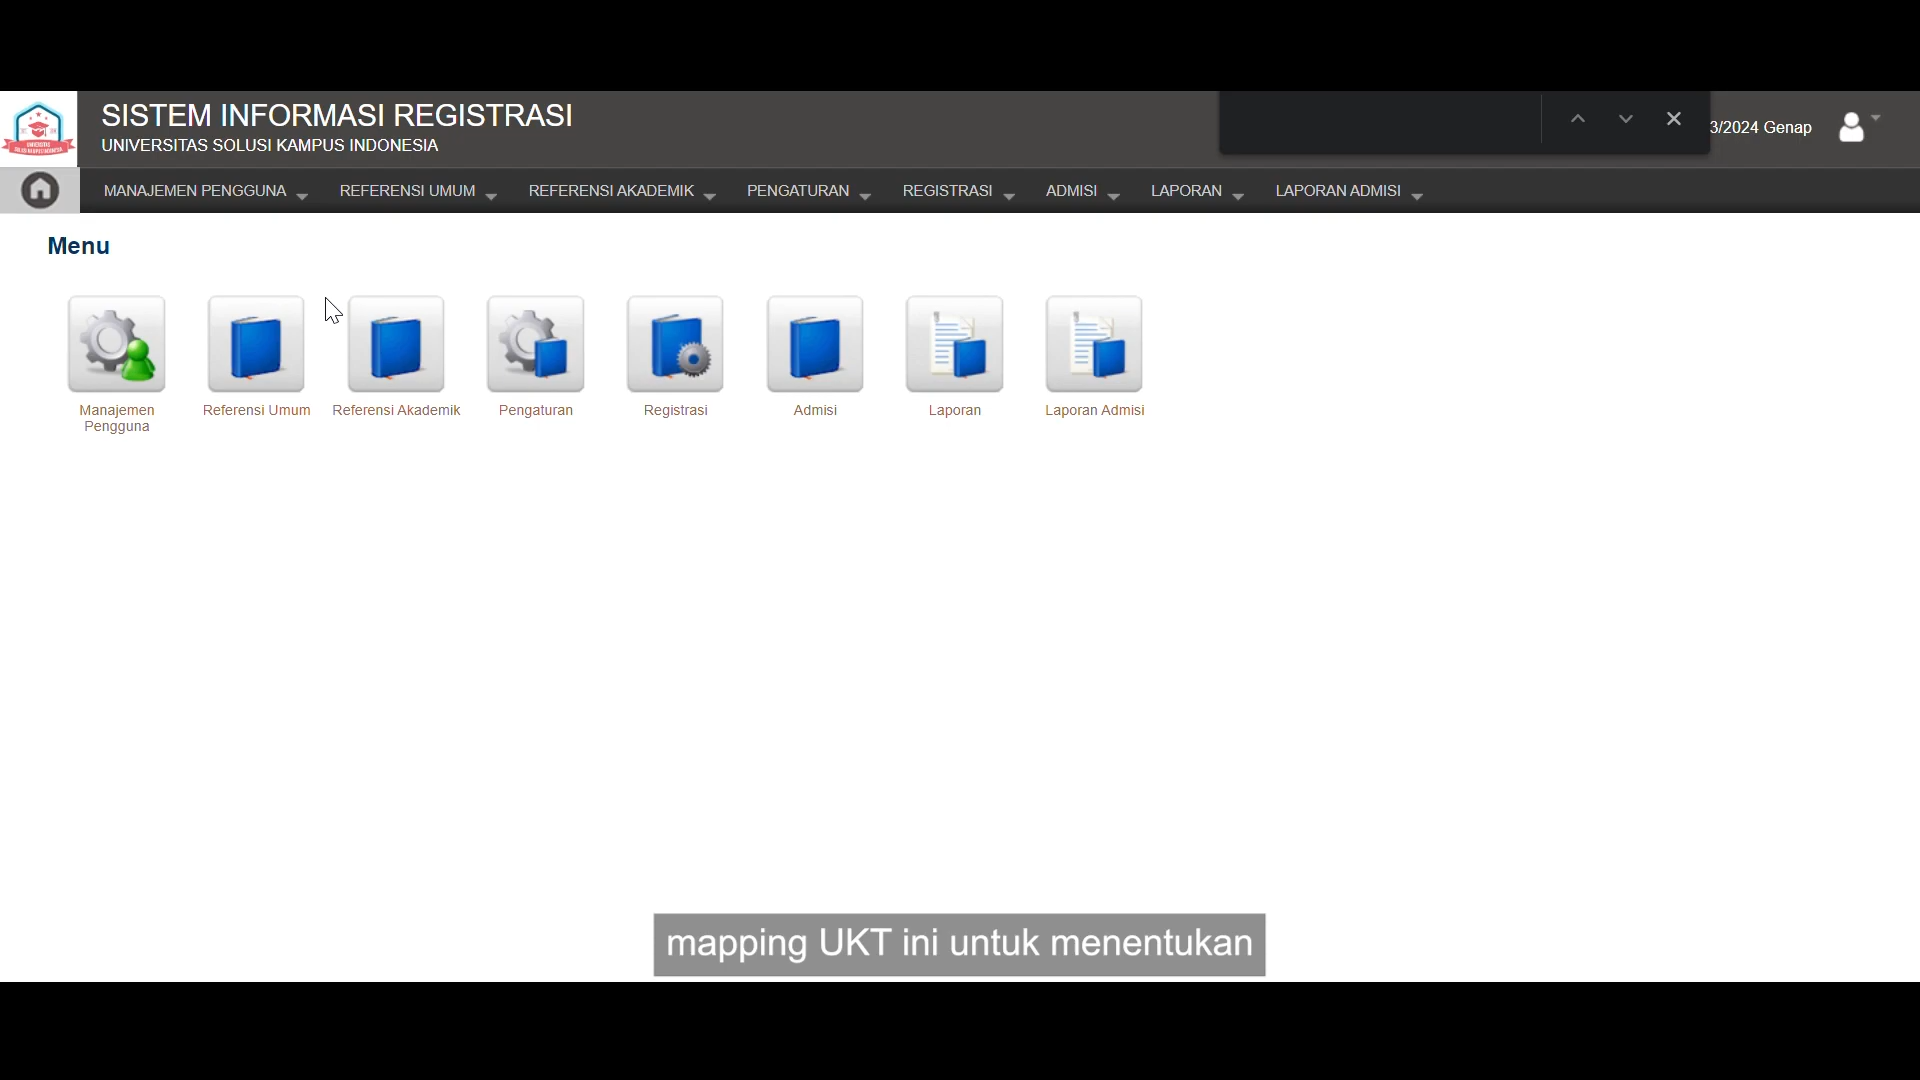 SISTEM INFORMASI REGISTRASI
UNIVERSITAS SOLUSI KAMPUS INDONESIA
3/2024 Genap
MANAJEMEN PENGGUNA
REFERENSI UMUM
REFERENSI AKADEMIK
PENGATURAN
REGISTRASI
ADMISI
LAPORAN
LAPORAN ADMISI
Menu
Manajemen
Pengguna
Referensi Umum
Referensi Akademik
Pengaturan
Registrasi
Admisi
Laporan
Laporan Admisi
mapping UKT ini untuk menentukan